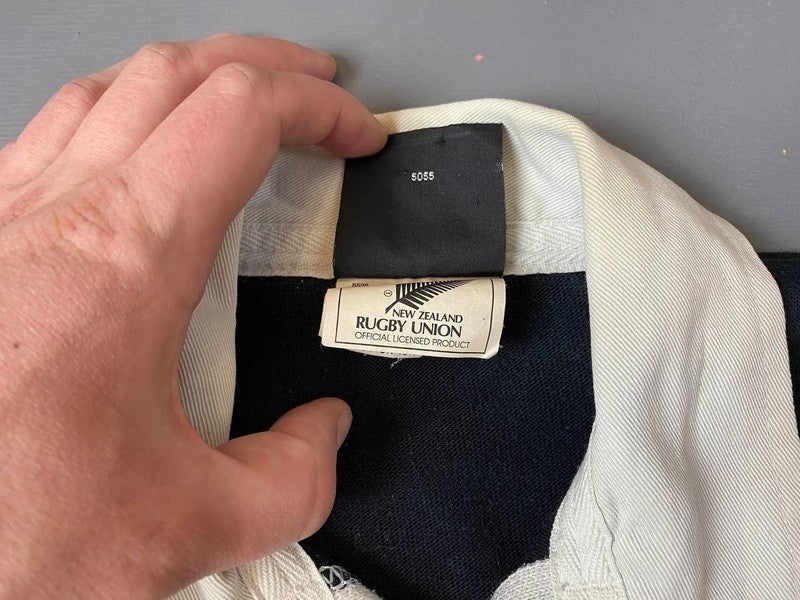 5055
NEW ZEALAND
RUGBY UNION
OFFICIAL LICENSED PRODUCT